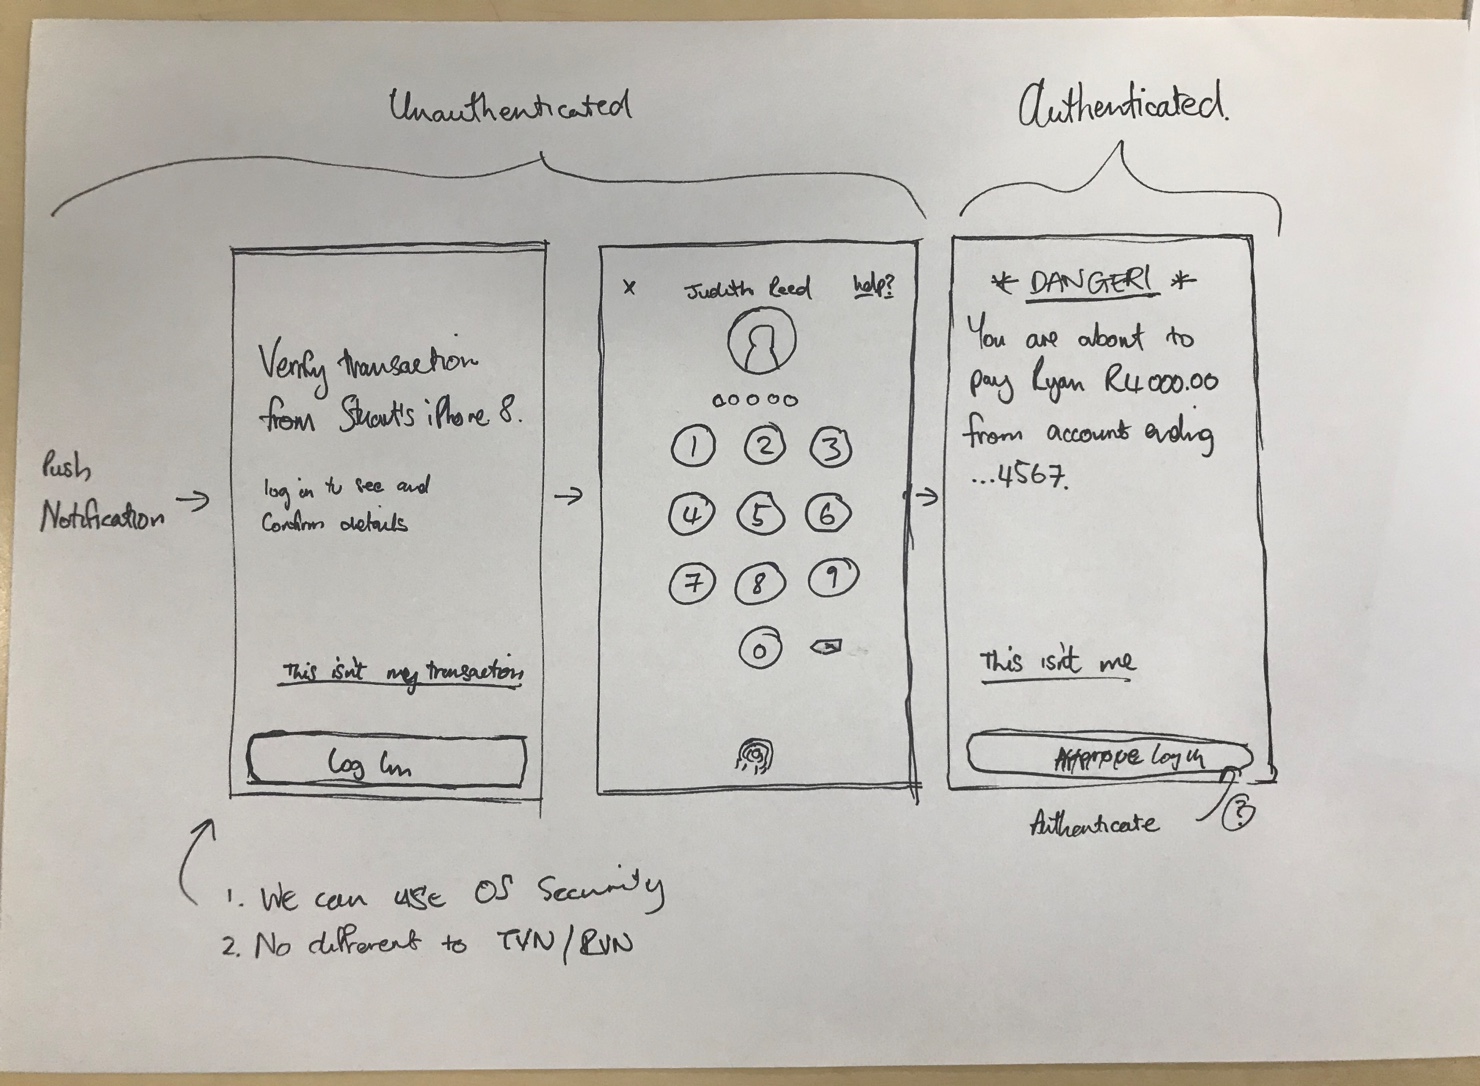 Unauthenticated
Authenticated.
Push
Notification
Verify transaction
from Stuart's iPhone 8.
log in to see and
Confirm details
This isn't my transaction
Log In
X Judith Reed help?
1 2 3
4 5 6
7 8 9
0
* DANGER! *
You are about to
pay Ryan R4000.00
from account ending
...4567.
This isn't me
Approve Log in
Authenticate ?
1. We can use OS Security
2. No different to TVN/RVN